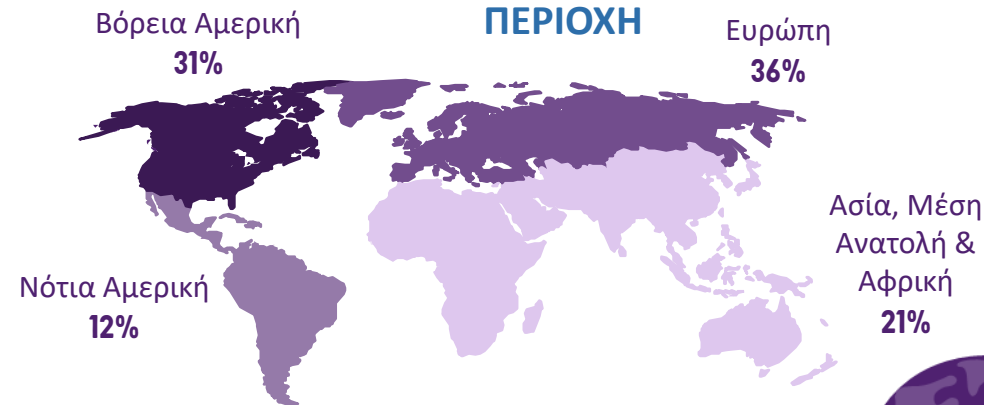 ΠΕΡΙΟΧΗ
Βόρεια Αμερική
31%
Ευρώπη
36%
Ασία, Μέση
Ανατολή &
Αφρική
21%
Νότια Αμερική
12%